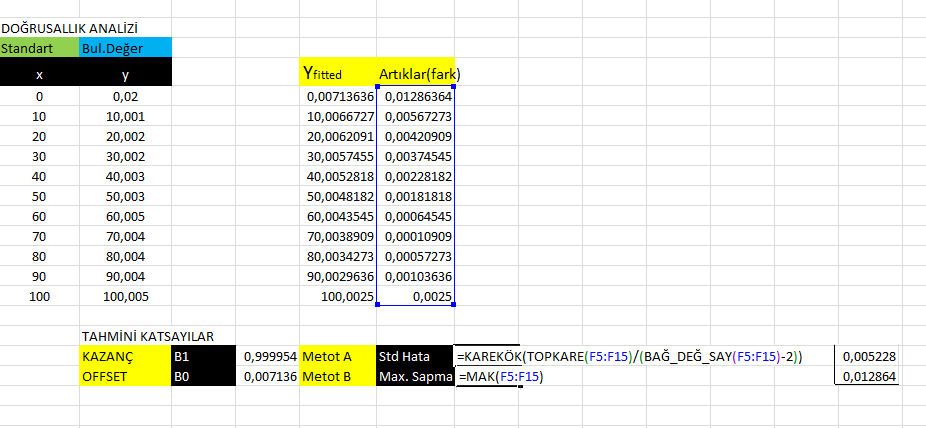 DOĞRUSALLIK ANALİZİ
Standart Bul.Değer
x y Yfitted Artıklar(fark)
0 0,02 0,00713636 0,01286364
10 10,001 10,0066727 0,00567273
20 20,002 20,0062091 0,00420909
30 30,002 30,0057455 0,00374545
40 40,003 40,0052818 0,00228182
50 50,003 50,0048182 0,00181818
60 60,005 60,0043545 0,00064545
70 70,004 70,0038909 0,00010909
80 80,004 80,0034273 0,00057273
90 90,004 90,0029636 0,00103636
100 100,005 100,0025 0,0025
TAHMİNİ KATSAYILAR
KAZANÇ B1 0,999954 Metot A Std Hata =KAREKÖK(TOPKARE(F5:F15)/(BAĞ_DEĞ_SAY(F5:F15)-2)) 0,005228
OFFSET B0 0,007136 Metot B Max. Sapma =MAK(F5:F15) 0,012864